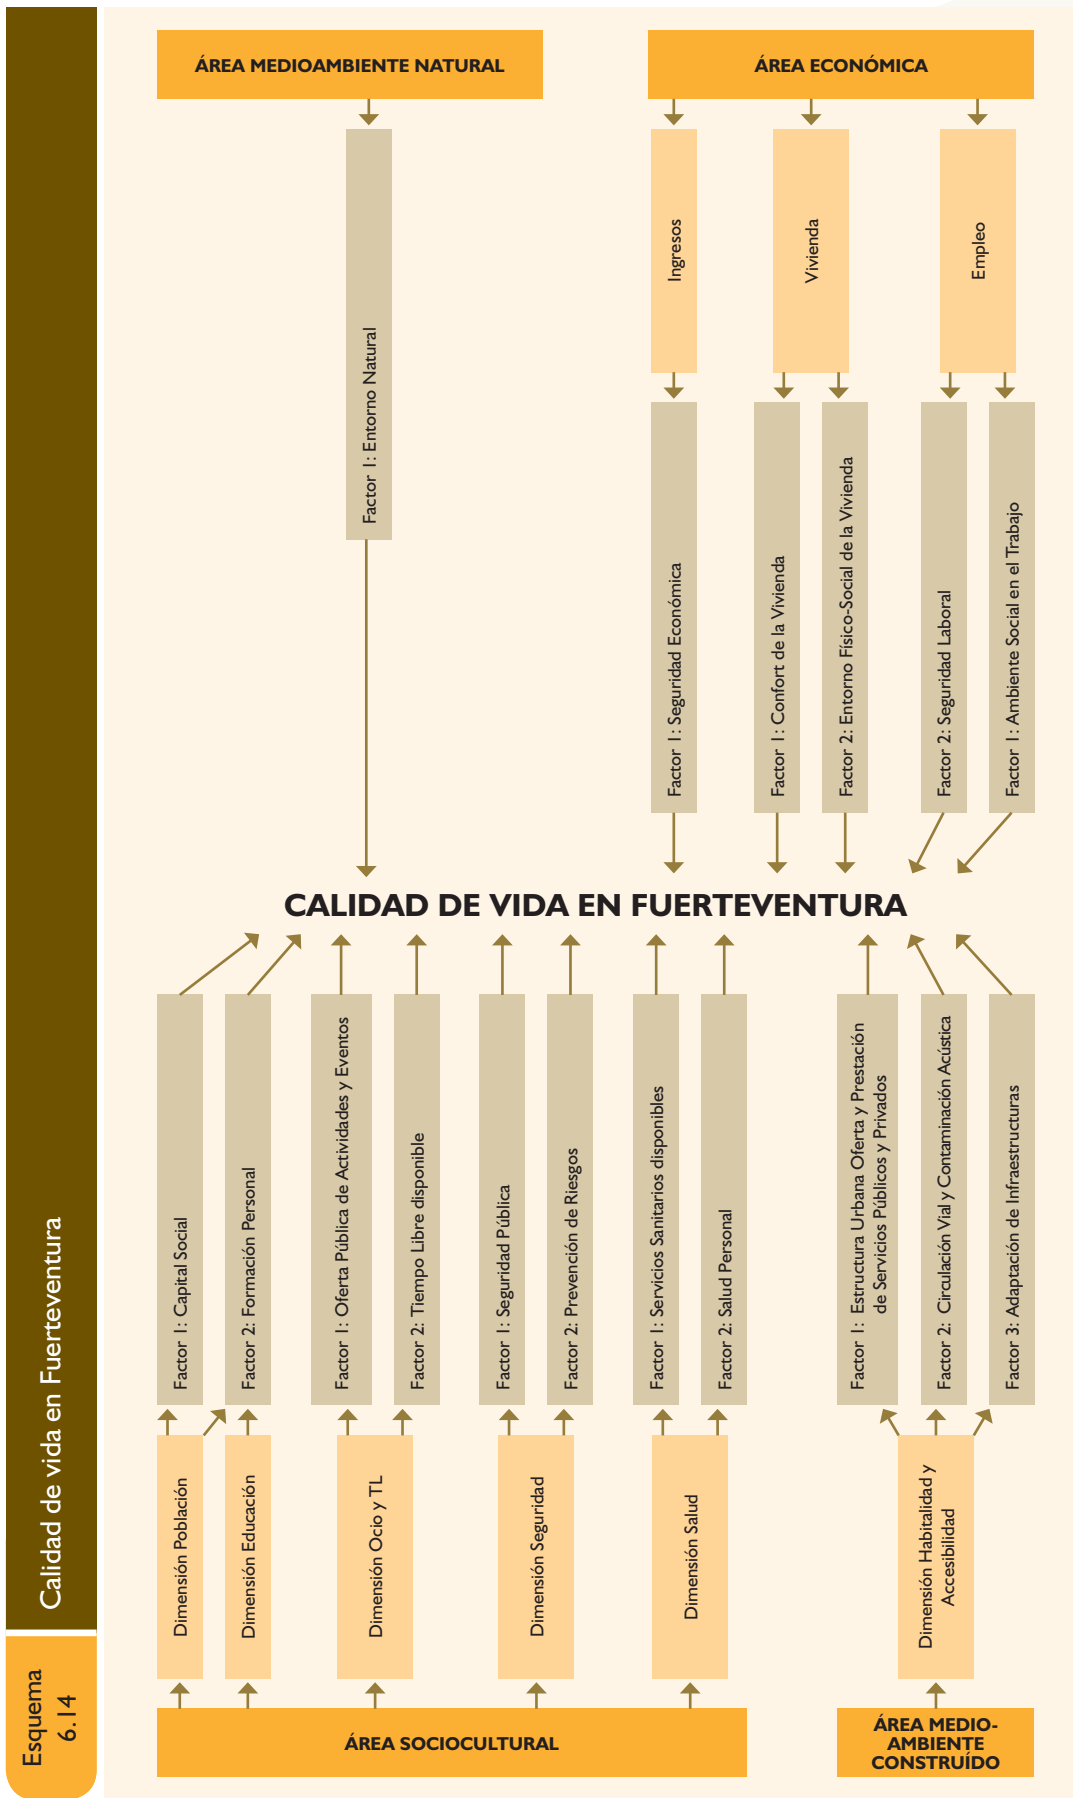 Esquema
6.14
Calidad de vida en Fuerteventura
ÁREA MEDIOAMBIENTE NATURAL
ÁREA ECONÓMICA
Ingresos
Vivienda
Empleo
Factor 1: Entorno Natural
Factor 1: Seguridad Económica
Factor 1: Confort de la Vivienda
Factor 2: Entorno Físico-Social de la Vivienda
Factor 2: Seguridad Laboral
Factor 1: Ambiente Social en el Trabajo
CALIDAD DE VIDA EN FUERTEVENTURA
Factor 1: Capital Social
Factor 2: Formación Personal
Factor 1: Oferta Pública de Actividades y Eventos
Factor 2: Tiempo Libre disponible
Factor 1: Seguridad Pública
Factor 2: Prevención de Riesgos
Factor 1: Servicios Sanitarios disponibles
Factor 2: Salud Personal
Factor 1: Estructura Urbana Oferta y Prestación
de Servicios Públicos y Privados
Factor 2: Circulación Vial y Contaminación Acústica
Factor 3: Adaptación de Infraestructuras
Dimensión Población
Dimensión Educación
Dimensión Ocio y TL
Dimensión Seguridad
Dimensión Salud
Dimensión Habitalidad y
Accesibilidad
ÁREA SOCIOCULTURAL
ÁREA MEDIO-
AMBIENTE
CONSTRUÍDO